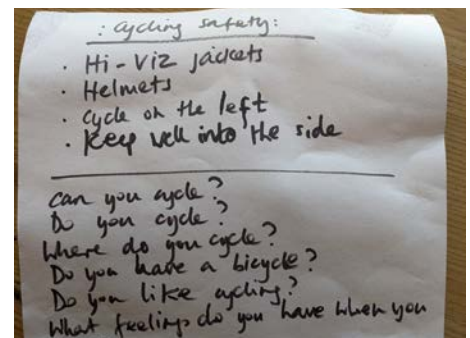 : Cycling safety:
· Hi-Viz jackets
· Helmets
· Cycle on the left
· Keep well into the side
Can you cycle?
Do you cycle?
Where do you cycle?
Do you have a bicycle?
Do you like cycling?
What feelings do you have when you